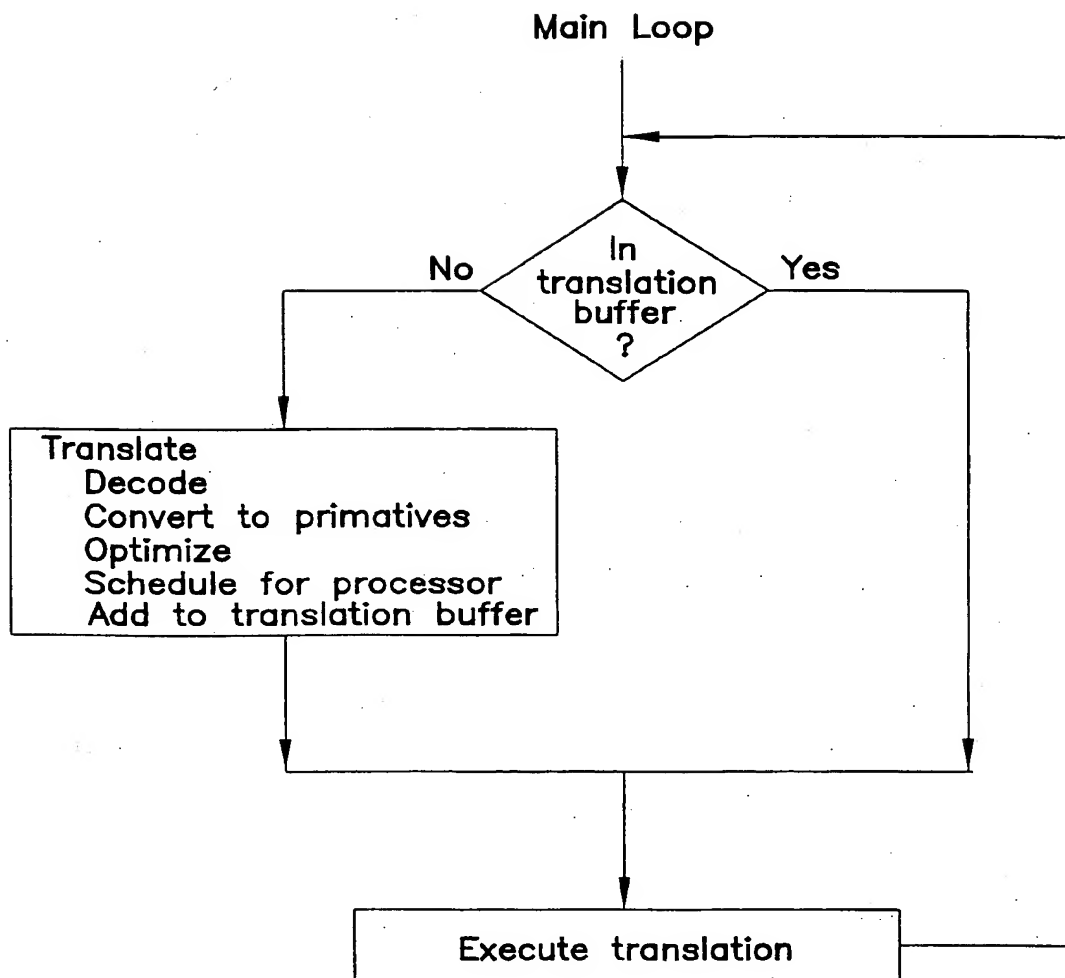 Main Loop
In
translation
buffer
?
No
Yes
Translate
Decode
Convert to primatives
Optimize
Schedule for processor
Add to translation buffer
Execute translation